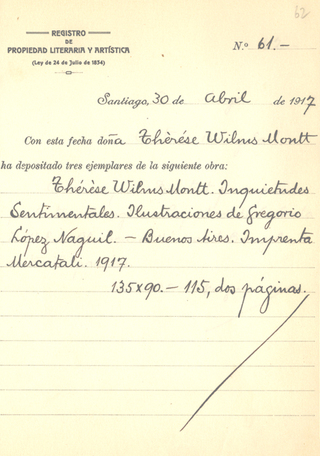 62
REGISTRO
DE
PROPIEDAD LITERARIA Y ARTÍSTICA
(Ley de 24 de Julio de 1834)
N.º 61.-
Santiago, 30 de abril de 1917
Con esta fecha doña Thérèse Wilms Montt
ha depositado tres ejemplares de la siguiente obra:
Thérèse Wilms Montt. Inquietudes
Sentimentales. Ilustraciones de Gregorio
López Naguil. — Buenos Aires. Imprenta
Mercatali. 1917.
135x90.— 115, dos páginas.